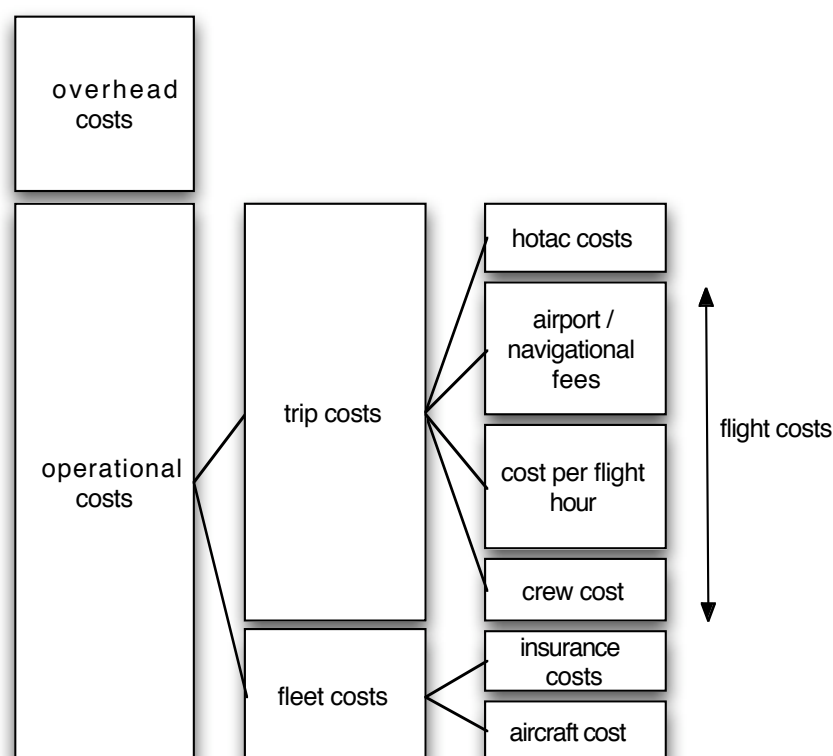 overhead
costs
operational
costs
trip costs
fleet costs
hotac costs
airport /
navigational
fees
cost per flight
hour
crew cost
insurance
costs
aircraft cost
flight costs